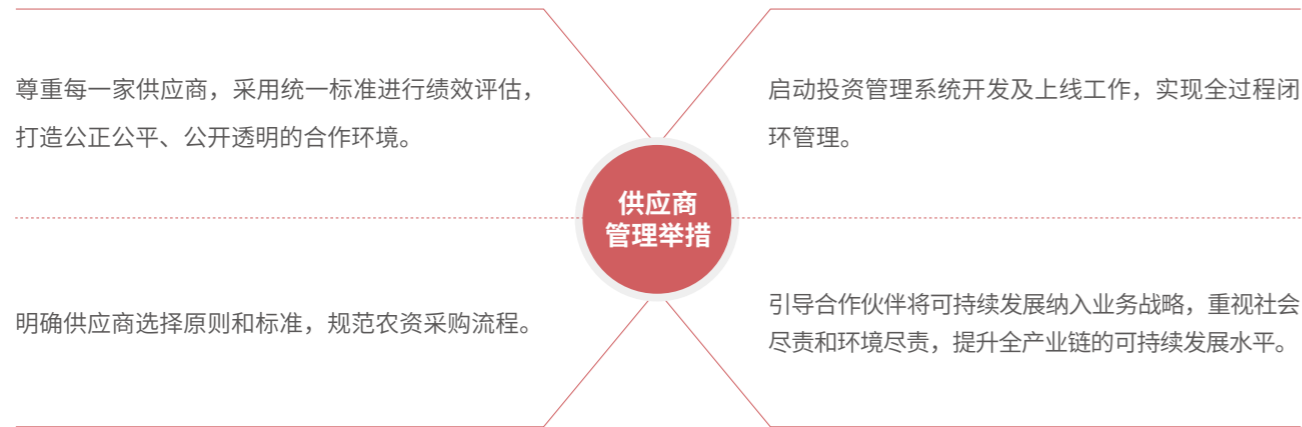 尊重每一家供应商，采用统一标准进行绩效评估，
打造公正公平、公开透明的合作环境。
启动投资管理系统开发及上线工作，实现全过程闭
环管理。
供应商
管理举措
明确供应商选择原则和标准，规范农资采购流程。
引导合作伙伴将可持续发展纳入业务战略，重视社会
尽责和环境尽责，提升全产业链的可持续发展水平。